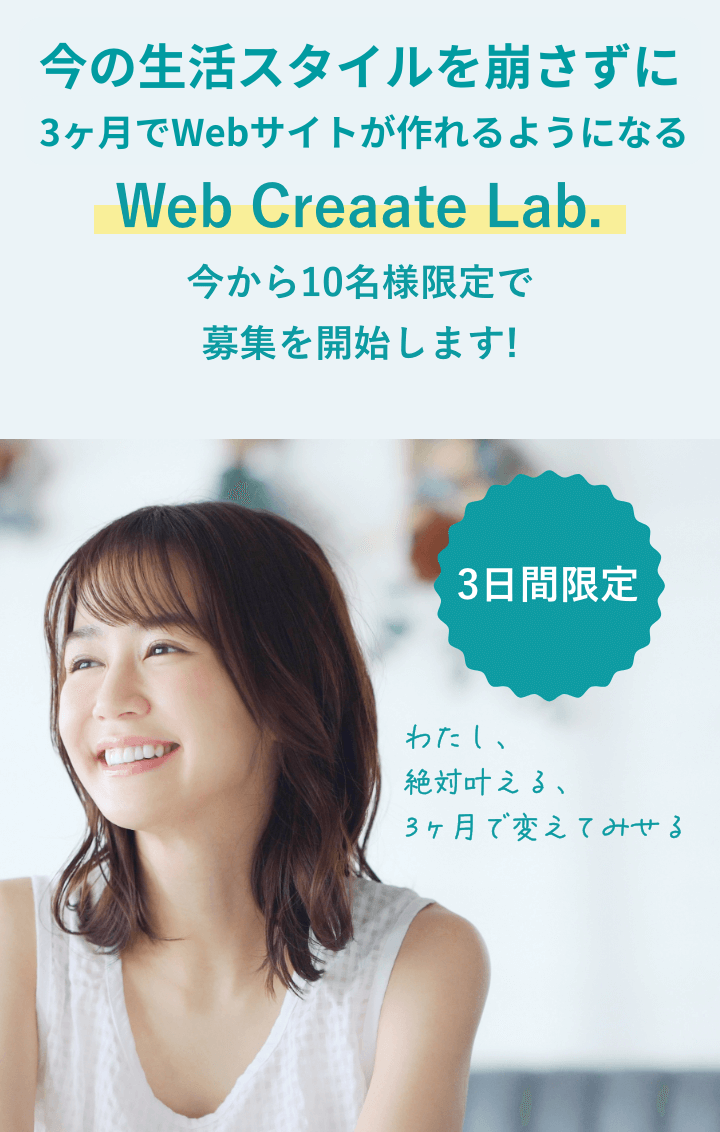 今の生活スタイルを崩さずに
3ヶ月でWebサイトが作れるようになる
Web Creaate Lab.
今から10名様限定で
募集を開始します!
3日間限定
わたし、
絶対叶える、
3ヶ月で変えてみせる